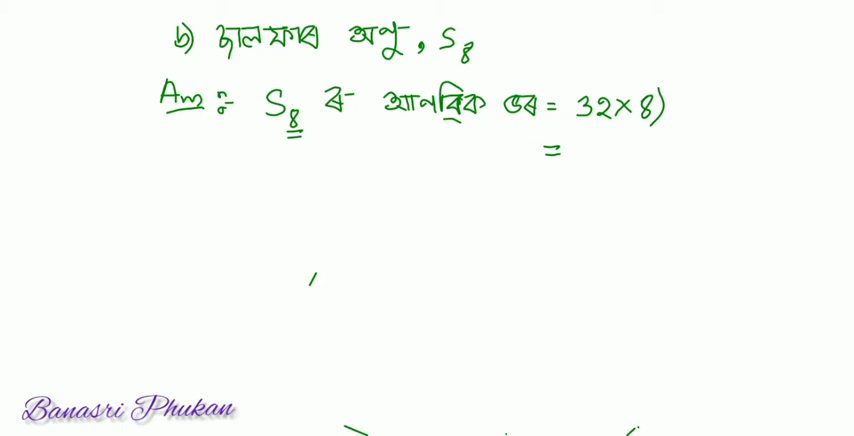 b) ছালফাৰ অণু, S₈
Ans :- S₈ ৰ আণৱিক ভৰ = 32 × 8)
=
Banasri Phukan